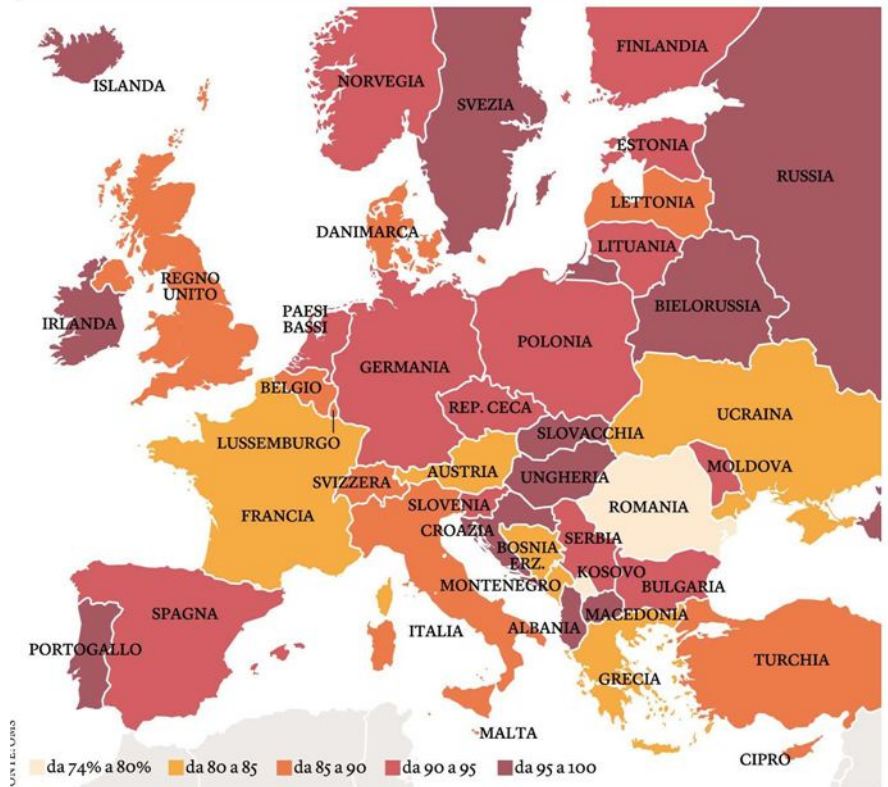 FINLANDIA
ISLANDA
NORVEGIA
SVEZIA
ESTONIA
RUSSIA
LETTONIA
DANIMARCA
LITUANIA
REGNO
UNITO
BIELORUSSIA
IRLANDA
PAESI
BASSI
POLONIA
GERMANIA
BELGIO
REP. CECA
UCRAINA
LUSSEMBURGO
SLOVACCHIA
AUSTRIA
MOLDOVA
UNGHERIA
SVIZZERA
SLOVENIA
ROMANIA
FRANCIA
CROAZIA
SERBIA
BOSNIA
ERZ.
KOSOVO
MONTENEGRO
BULGARIA
SPAGNA
MACEDONIA
ITALIA
ALBANIA
PORTOGALLO
TURCHIA
GRECIA
MALTA
CIPRO
da 74% a 80%
da 80 a 85
da 85 a 90
da 90 a 95
da 95 a 100
ONTE: OMS